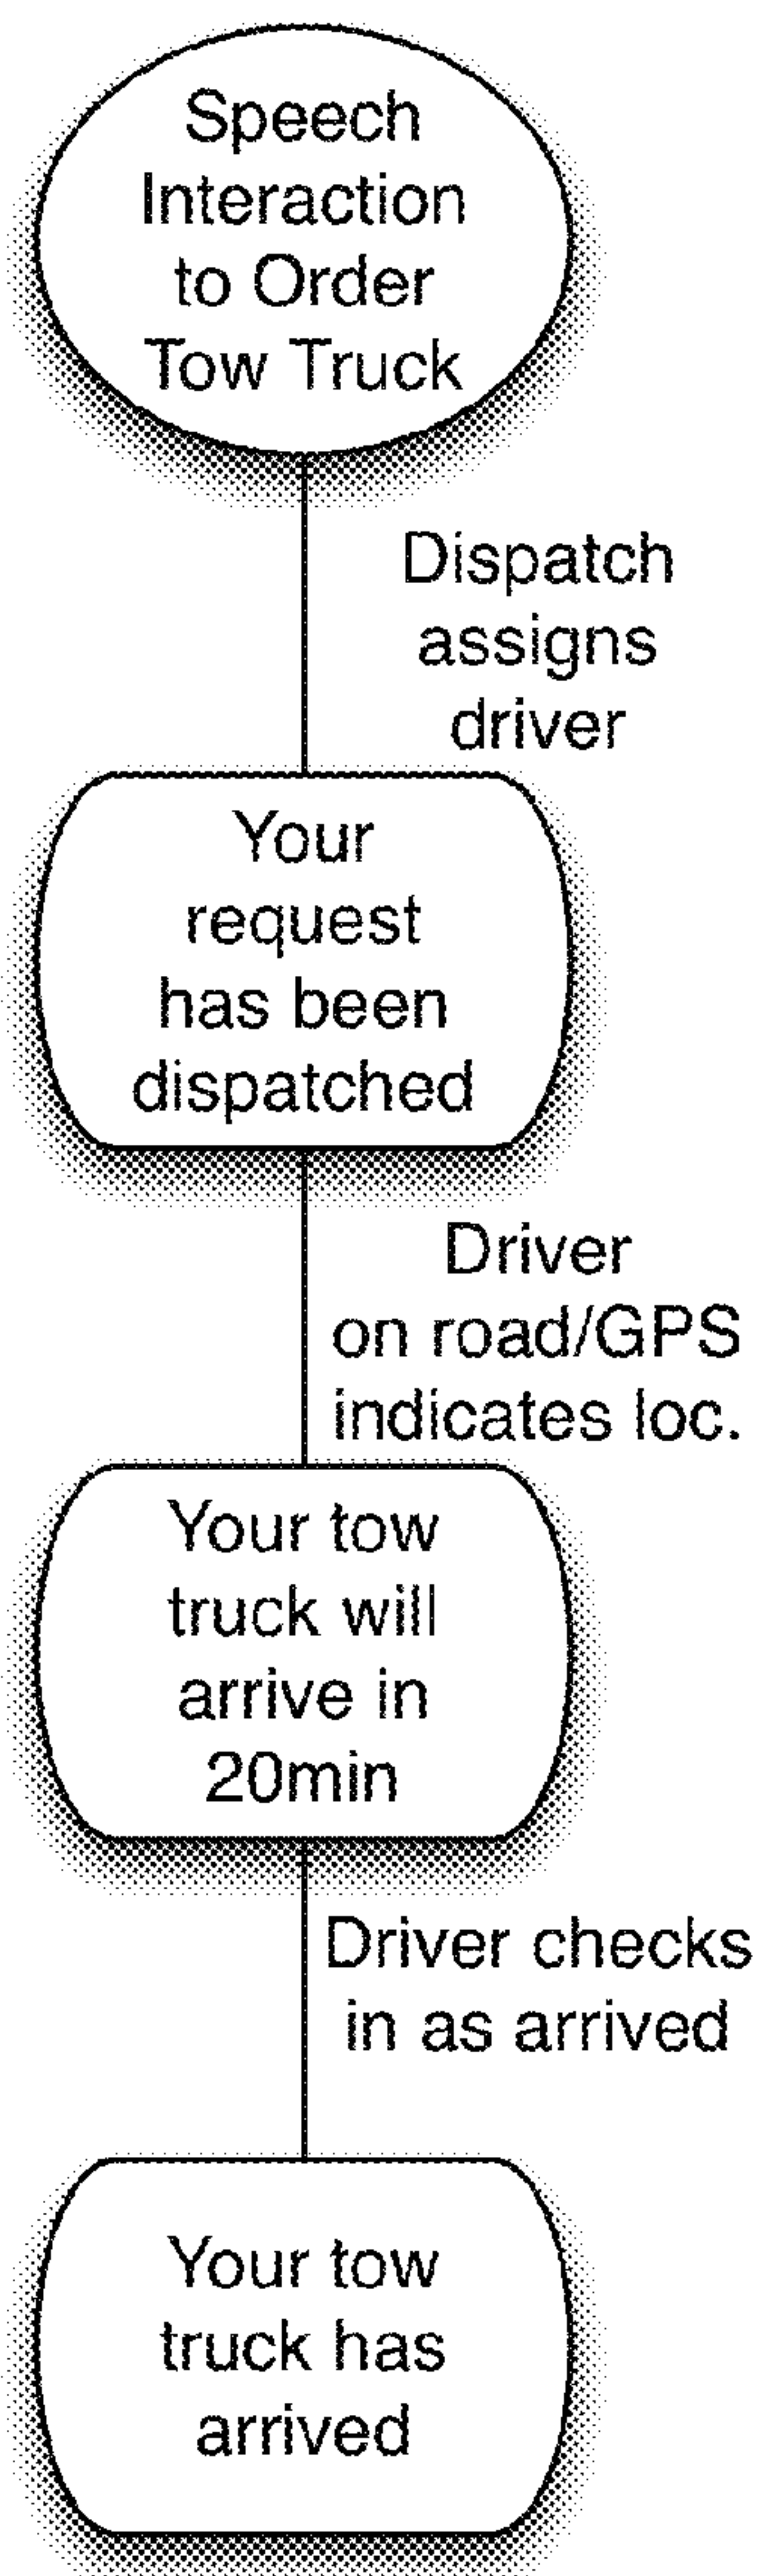 Speech
Interaction
to Order
Tow Truck
Dispatch
assigns
driver
Your
request
has been
dispatched
Driver
on road/GPS
indicates loc.
Your tow
truck will
arrive in
20min
Driver checks
in as arrived
Your tow
truck has
arrived